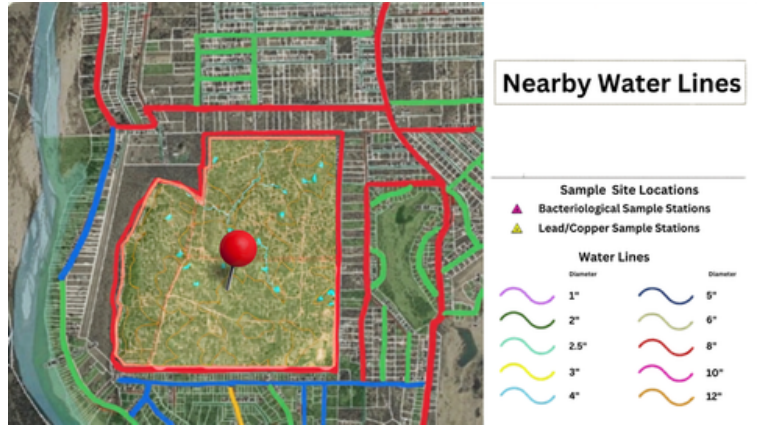 Nearby Water Lines
Sample Site Locations
Bacteriological Sample Stations
Lead/Copper Sample Stations
Water Lines
Diameter Diameter
1" 5"
2" 6"
2.5" 8"
3" 10"
4" 12"